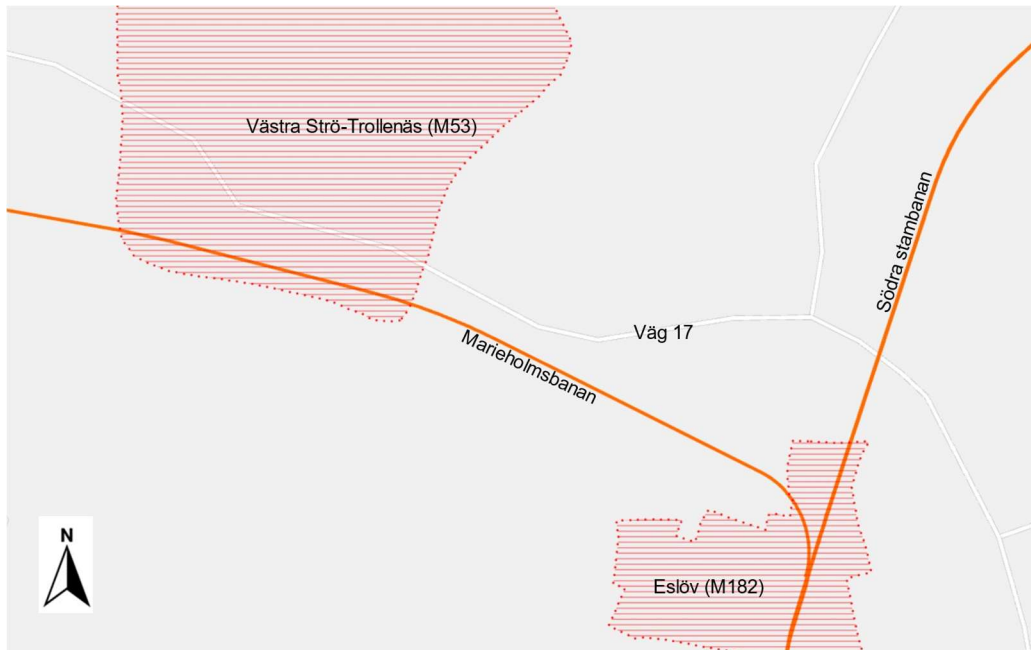 Västra Strö-Trollenäs (M53)
Södra stambanan
Väg 17
Marieholmsbanan
N
Eslöv (M182)